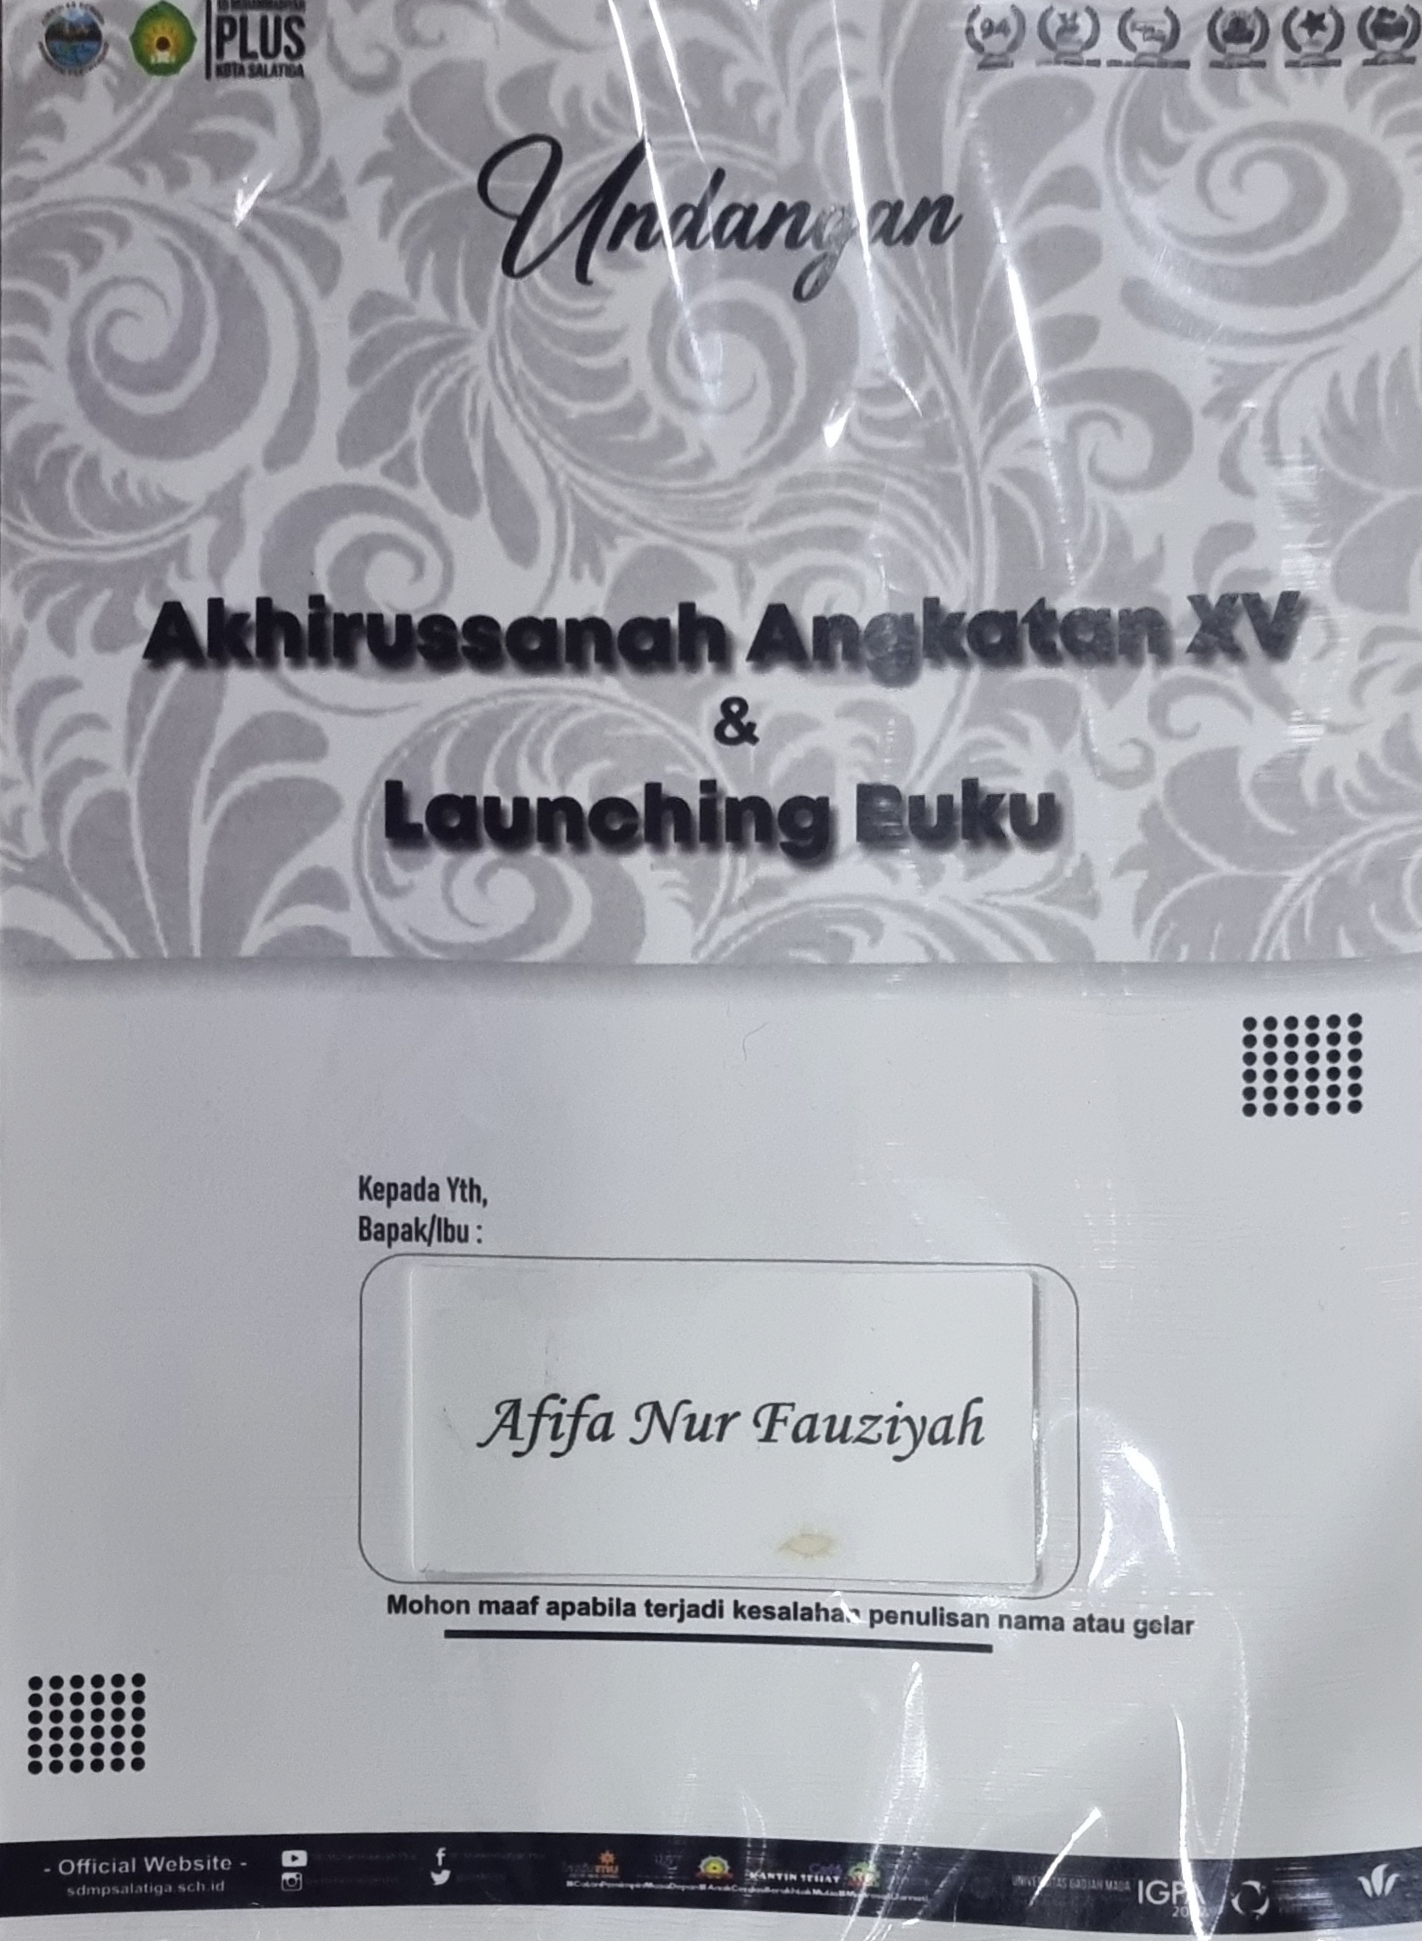 PLUS
KOTA SALATIGA
94
Undangan
Akhirussanah Angkatan XV
&
Launching Buku
Kepada Yth,
Bapak/Ibu :
Afifa Nur Fauziyah
Mohon maaf apabila terjadi kesalahan penulisan nama atau gelar
- Official Website -
sdmpsalatiga.sch.id
KANTIN SEHAT
UNIVERSITAS GADJAH MADA
IGPA